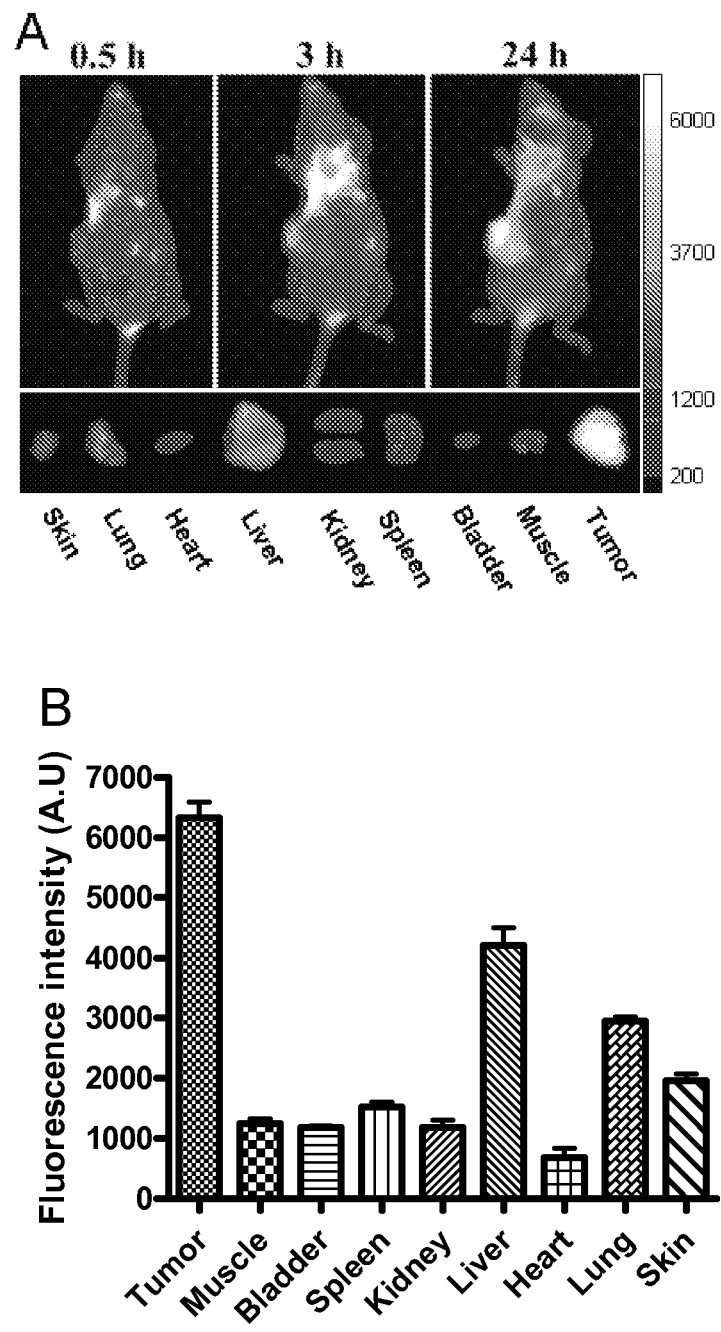 A
0.5 h 3 h 24 h
6000
3700
1200
200
Skin Lung Heart Liver Kidney Spleen Bladder Muscle Tumor
B
Fluorescence intensity (A.U)
7000
6000
5000
4000
3000
2000
1000
0
Tumor Muscle Bladder Spleen Kidney Liver Heart Lung Skin